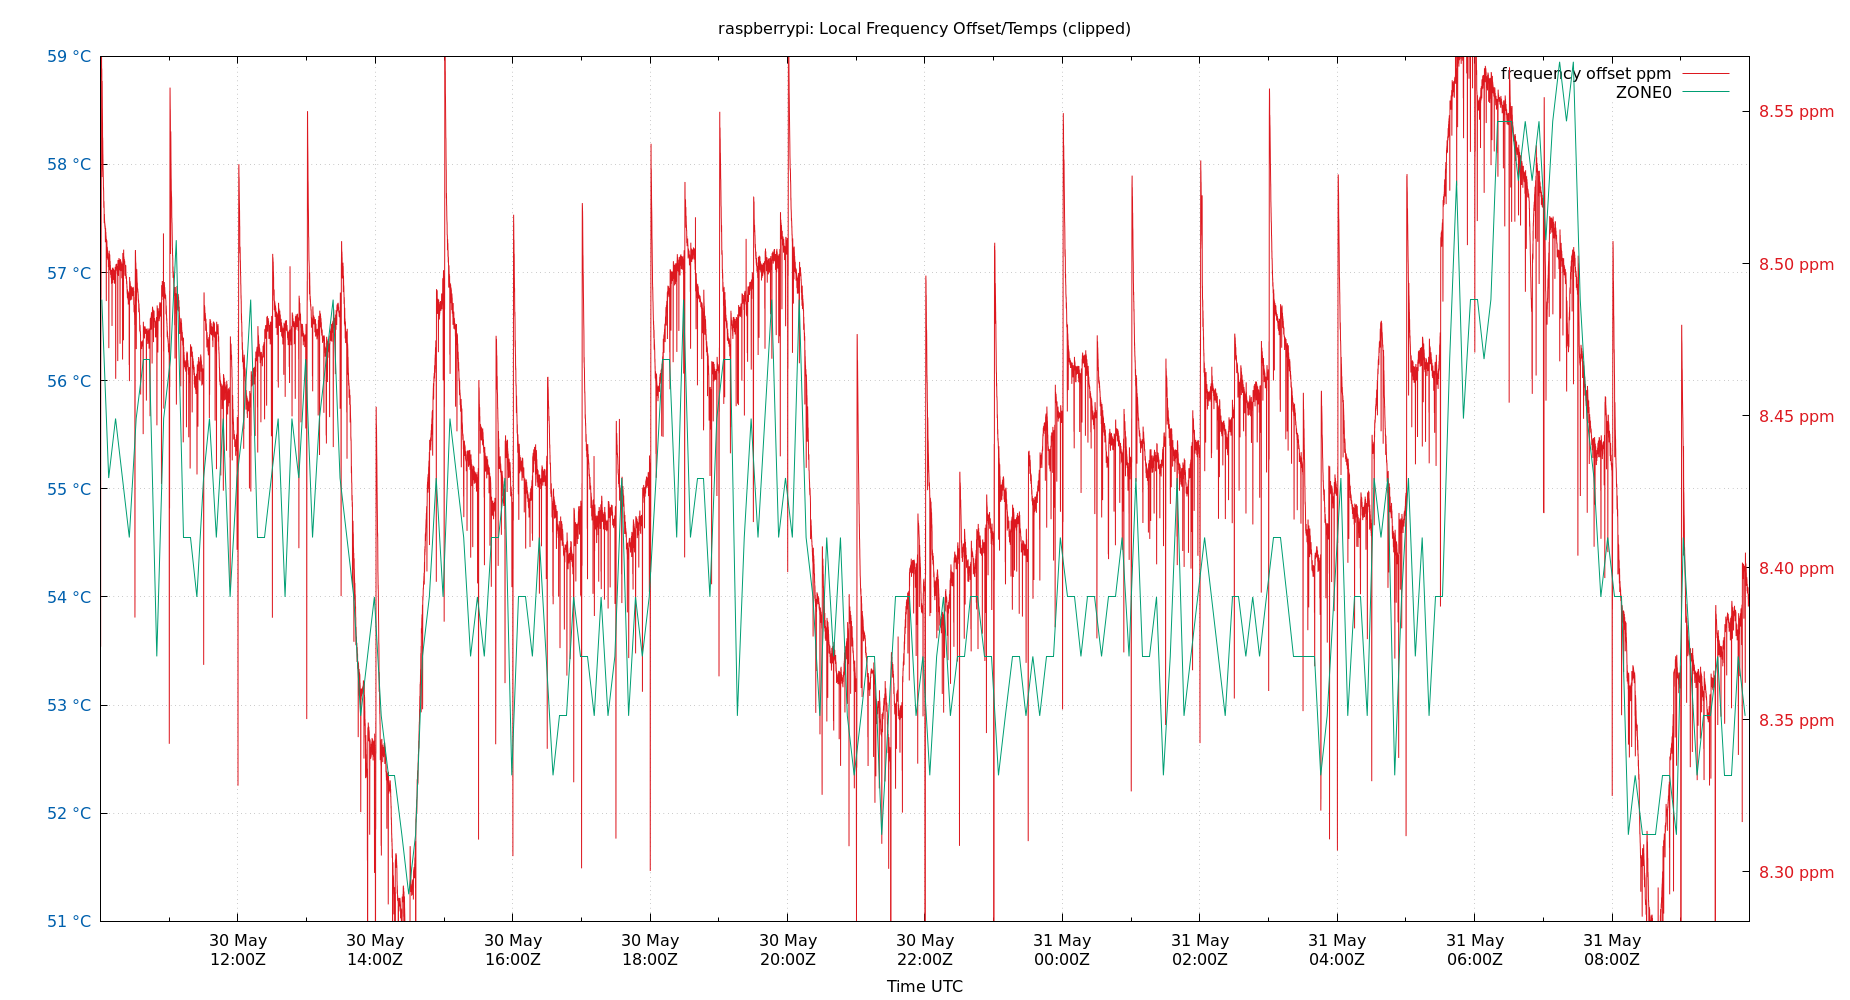 raspberrypi: Local Frequency Offset/Temps (clipped)
59 °C
58 °C
57 °C
56 °C
55 °C
54 °C
53 °C
52 °C
51 °C
frequency offset ppm
ZONE0
8.55 ppm
8.50 ppm
8.45 ppm
8.40 ppm
8.35 ppm
8.30 ppm
30 May
12:00Z
30 May
14:00Z
30 May
16:00Z
30 May
18:00Z
30 May
20:00Z
30 May
22:00Z
31 May
00:00Z
31 May
02:00Z
31 May
04:00Z
31 May
06:00Z
31 May
08:00Z
Time UTC